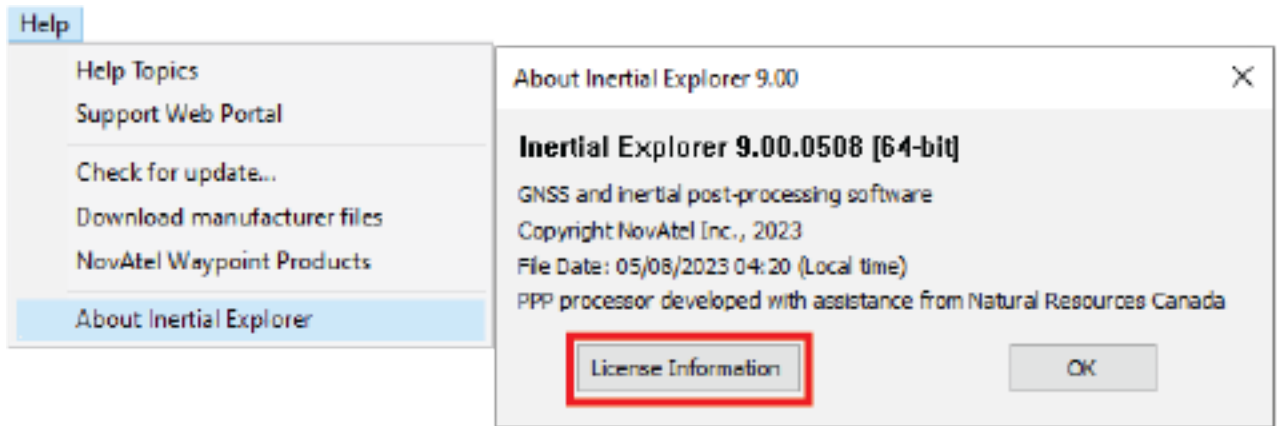 Help
Help Topics
Support Web Portal
Check for update...
Download manufacturer files
NovAtel Waypoint Products
About Inertial Explorer
About Inertial Explorer 9.00
Inertial Explorer 9.00.0508 [64-bit]
GNSS and inertial post-processing software
Copyright NovAtel Inc., 2023
File Date: 05/08/2023 04:20 (Local time)
PPP processor developed with assistance from Natural Resources Canada
License Information
OK